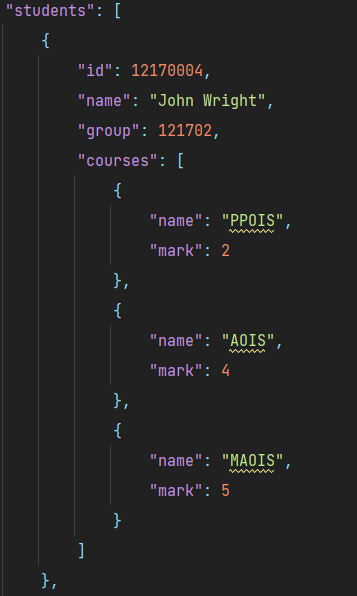 "students": [
{
"id": 12170004,
"name": "John Wright",
"group": 121702,
"courses": [
{
"name": "PPOIS",
"mark": 2
},
{
"name": "AOIS",
"mark": 4
},
{
"name": "MAOIS",
"mark": 5
}
]
},